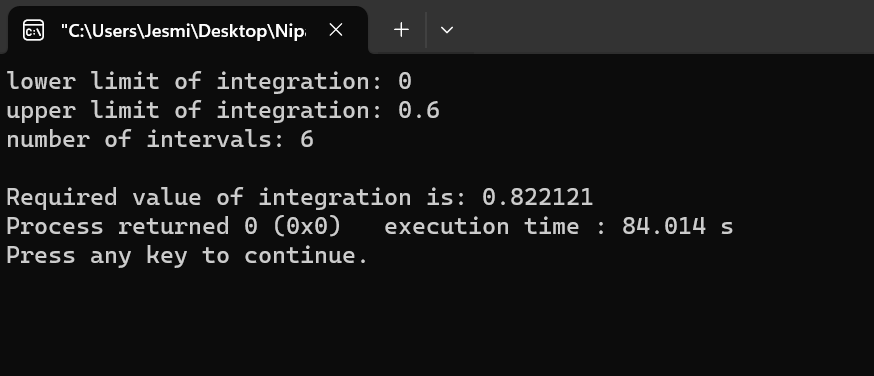 "C:\Users\Jesmi\Desktop\Nip
lower limit of integration: 0
upper limit of integration: 0.6
number of intervals: 6
Required value of integration is: 0.822121
Process returned 0 (0x0)   execution time : 84.014 s
Press any key to continue.